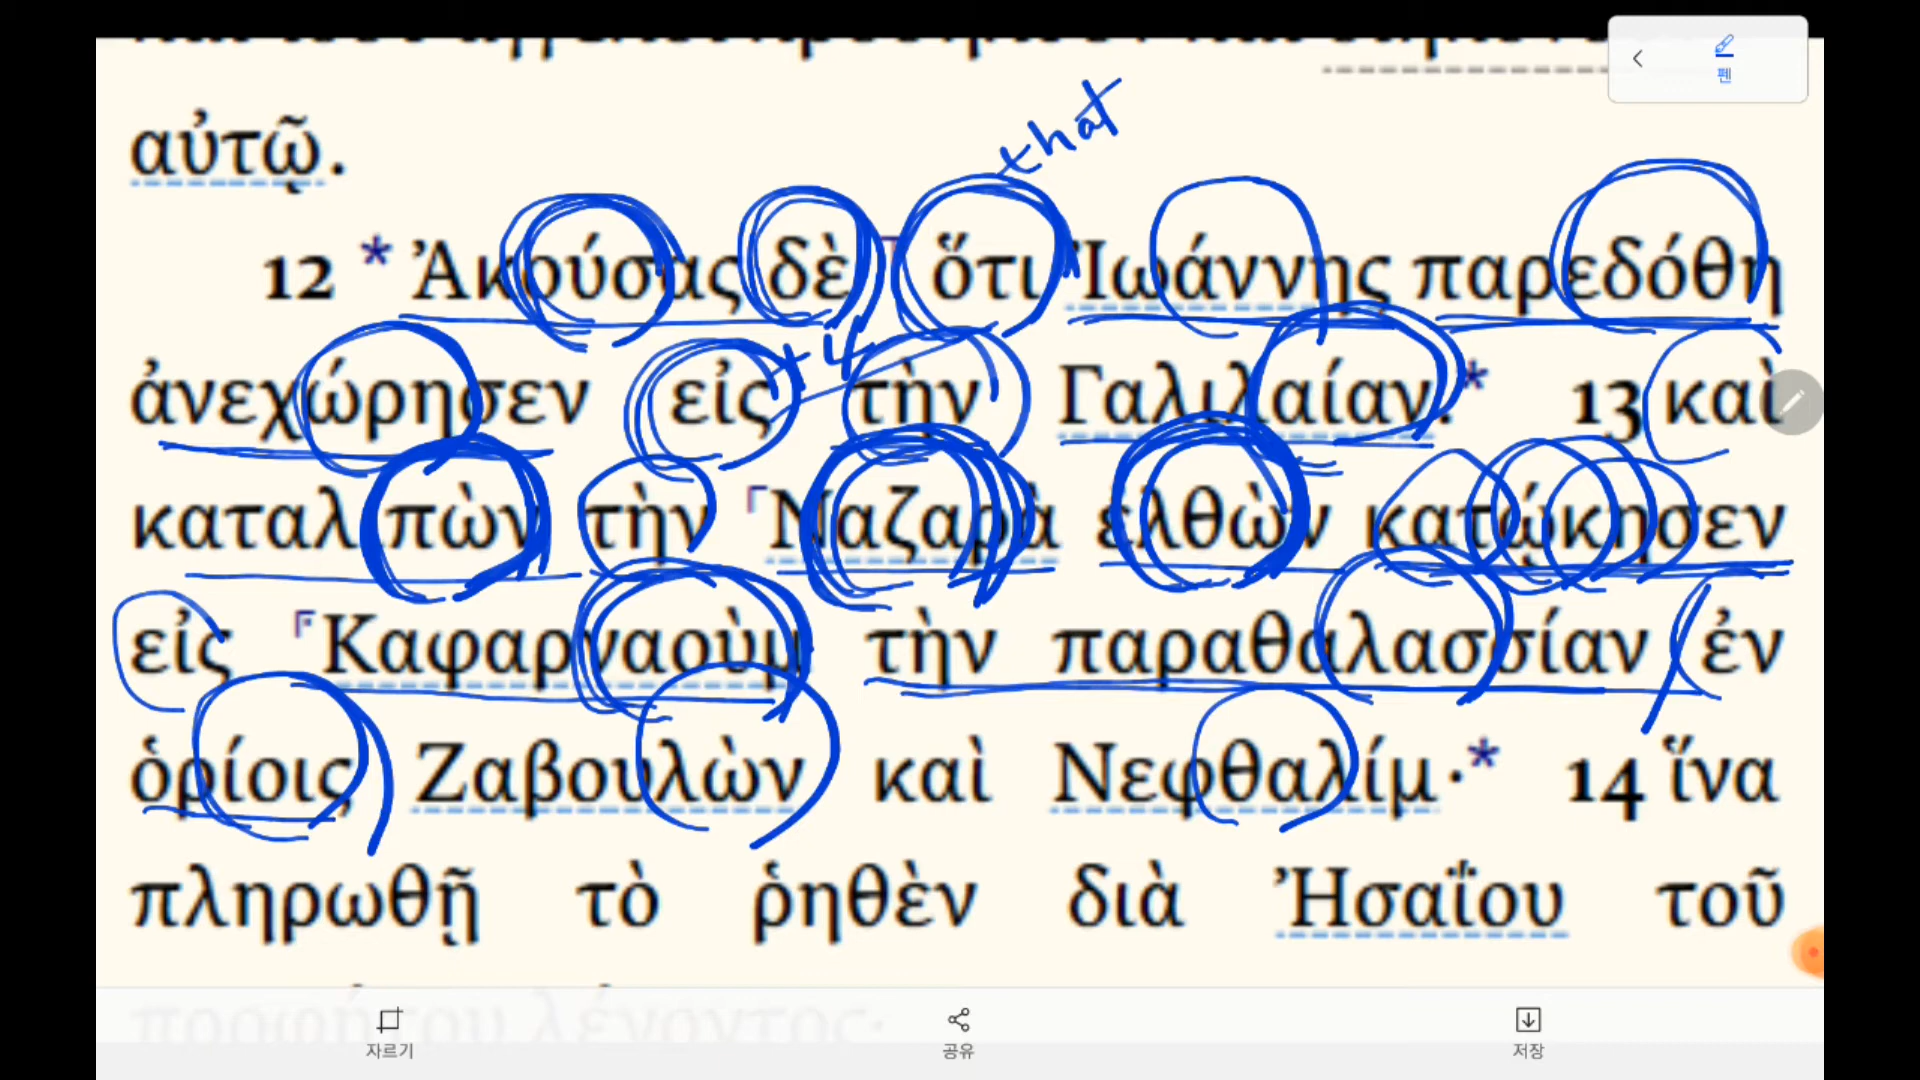 펜
αὐτῷ.
that
12 * Ἀκούσας δὲ ⸆ ὅτι Ἰωάννης παρεδόθη
ἀνεχώρησεν εἰς τὴν Γαλιλαίαν.* 13 καὶ
καταλιπὼν τὴν ⸀Ναζαρὰ ἐλθὼν κατῴκησεν
εἰς ⸁Καφαρναοὺμ τὴν παραθαλασσίαν ἐν
ὁρίοις Ζαβουλὼν καὶ Νεφθαλίμ·* 14 ἵνα
πληρωθῇ τὸ ῥηθὲν διὰ Ἠσαΐου τοῦ
προφήτου λέγοντος·
자르기 공유 저장